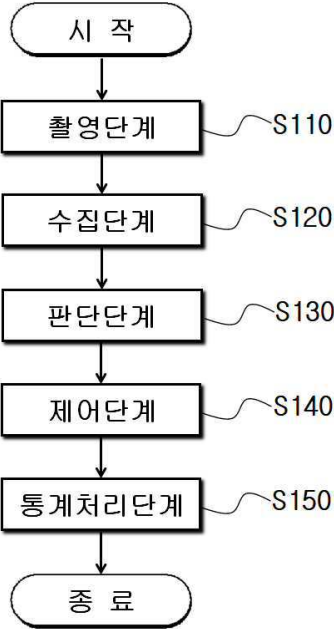 시 작
촬영단계
S110
수집단계
S120
판단단계
S130
제어단계
S140
통계처리단계
S150
종 료